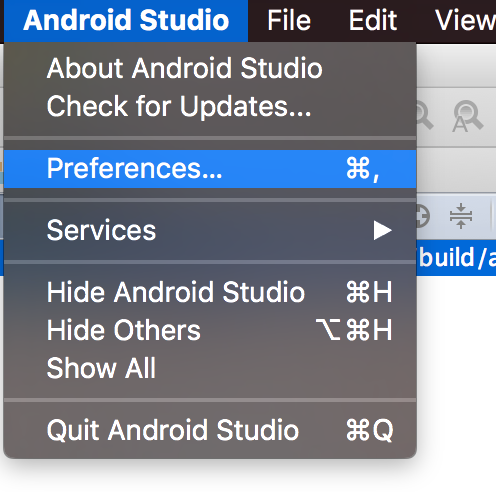 Android Studio File Edit View
About Android Studio
Check for Updates...
A
Preferences... ⌘,
Services ▶
build/a
Hide Android Studio ⌘H
Hide Others ⌥⌘H
Show All
Quit Android Studio ⌘Q